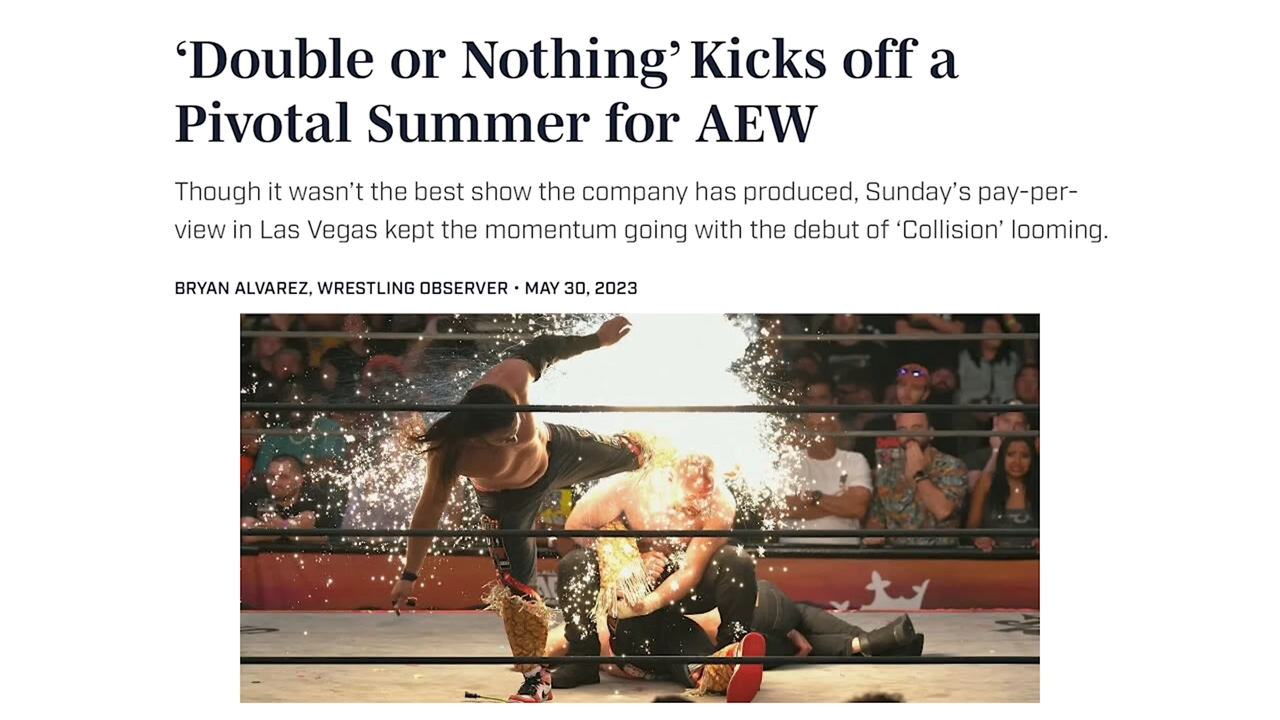 ‘Double or Nothing’ Kicks off a
Pivotal Summer for AEW
Though it wasn’t the best show the company has produced, Sunday’s pay-per-
view in Las Vegas kept the momentum going with the debut of ‘Collision’ looming.
BRYAN ALVAREZ, WRESTLING OBSERVER • MAY 30, 2023